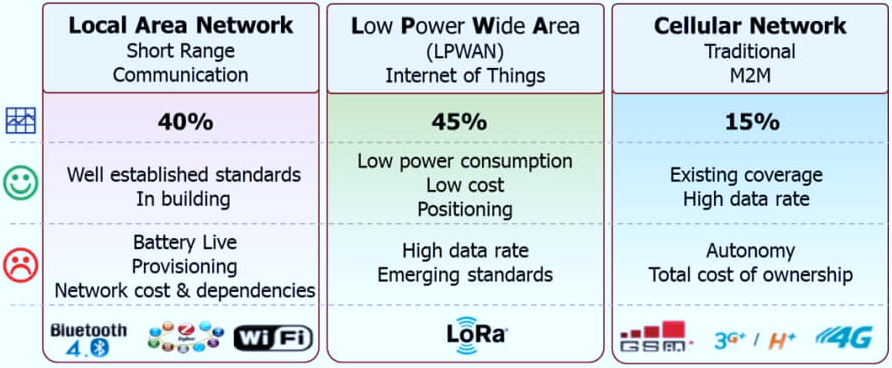 Local Area Network
Short Range
Communication
40%
Well established standards
In building
Battery Live
Provisioning
Network cost & dependencies
Bluetooth
4.0
ZigBee
WiFi
Low Power Wide Area
(LPWAN)
Internet of Things
45%
Low power consumption
Low cost
Positioning
High data rate
Emerging standards
LoRa
Cellular Network
Traditional
M2M
15%
Existing coverage
High data rate
Autonomy
Total cost of ownership
GSM
3G+ / H+
4G